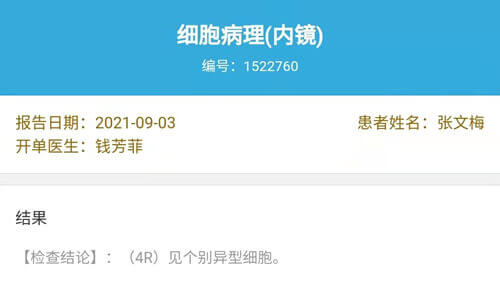 细胞病理(内镜)
编号：1522760
报告日期：2021-09-03 患者姓名：张文梅
开单医生：钱芳菲
结果
【检查结论】：（4R）见个别异型细胞。